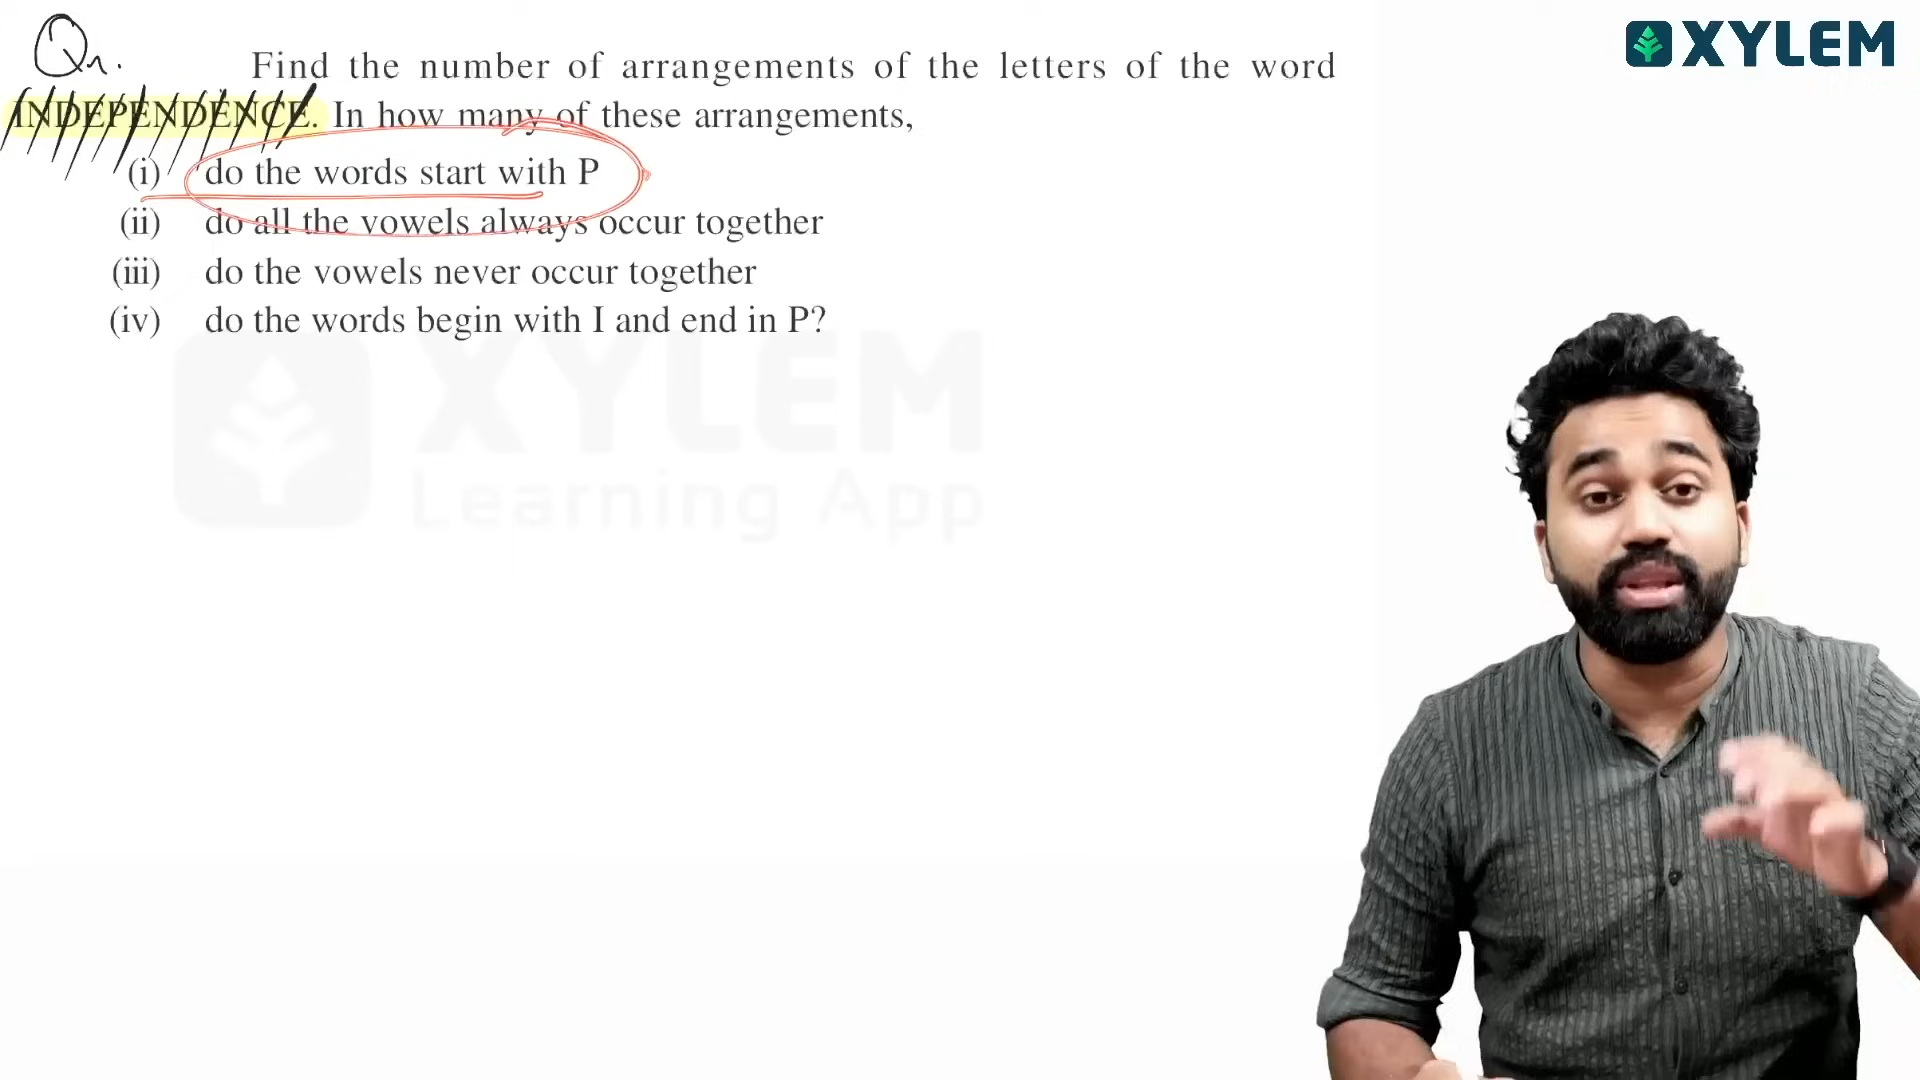 Qn.
XYLEM
Find the number of arrangements of the letters of the word
INDEPENDENCE. In how many of these arrangements,
(i) do the words start with P
(ii) do all the vowels always occur together
(iii) do the vowels never occur together
(iv) do the words begin with I and end in P?
XYLEM
Learning App